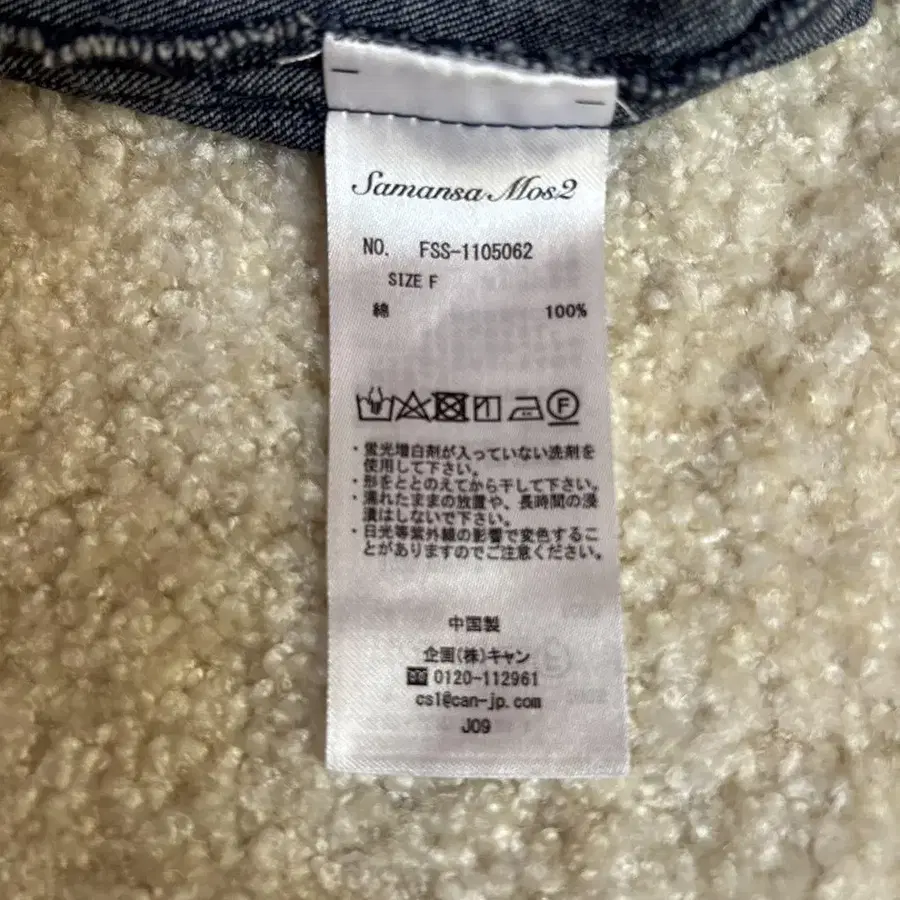 Samansa Mos2
NO. FSS-1105062
SIZE F
綿 100%
F
・蛍光増白剤が入っていない洗剤を
使用して下さい。
・形をととのえてから干して下さい。
・濡れたままの放置や、長時間の浸
漬はしないで下さい。
・日光等紫外線の影響で変色するこ
とがありますのでご注意ください。
中国製
企画(株)キャン
☎0120-112961
cs1@can-jp.com
J09